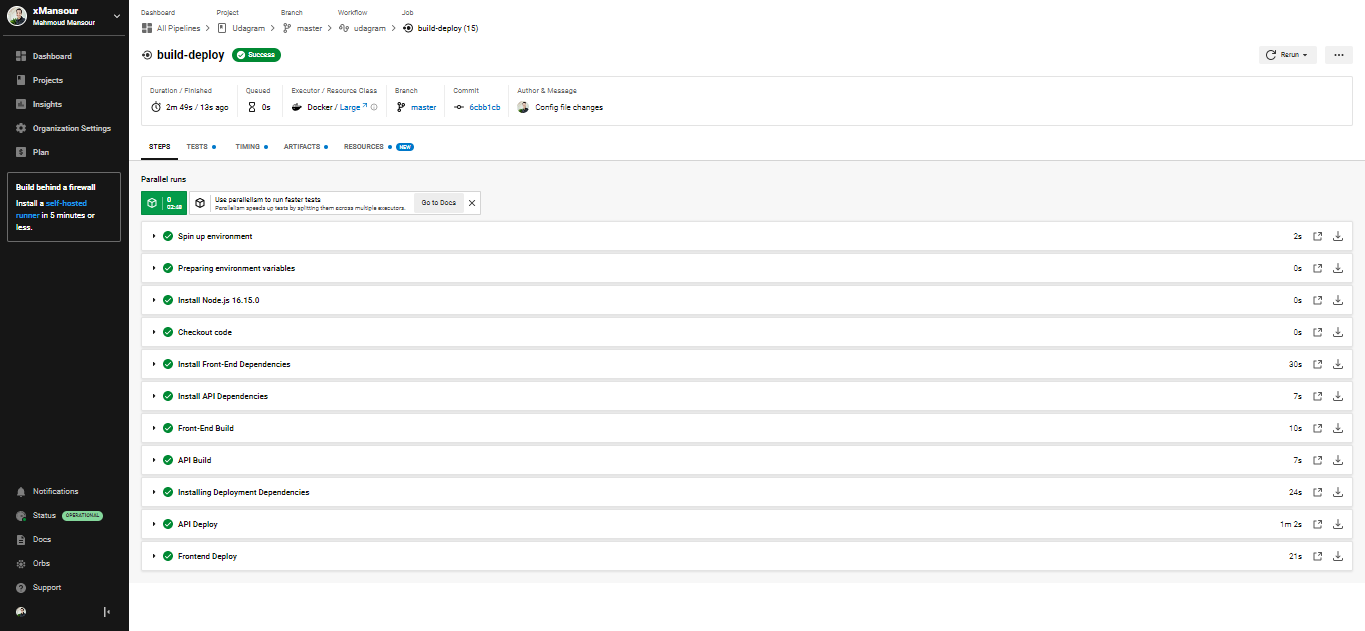 xMansour
Mahmoud Mansour
Dashboard
Projects
Insights
Organization Settings
Plan
Build behind a firewall
Install a self-hosted
runner in 5 minutes or
less.
Notifications
Status OPERATIONAL
Docs
Orbs
Support
Dashboard Project Branch Workflow Job
All Pipelines Udagram master udagram build-deploy (15)
build-deploy Success
Rerun
Duration / Finished Queued Executor / Resource Class Branch Commit Author & Message
2m 49s / 13s ago 0s Docker / Large master 6cbb1cb Config file changes
STEPS TESTS TIMING ARTIFACTS RESOURCES NEW
Parallel runs
0
02:48
Use parallelism to run faster tests
Parallelism speeds up tests by splitting them across multiple executors.
Go to Docs
Spin up environment 2s
Preparing environment variables 0s
Install Node.js 16.15.0 0s
Checkout code 0s
Install Front-End Dependencies 30s
Install API Dependencies 7s
Front-End Build 10s
API Build 7s
Installing Deployment Dependencies 24s
API Deploy 1m 2s
Frontend Deploy 21s